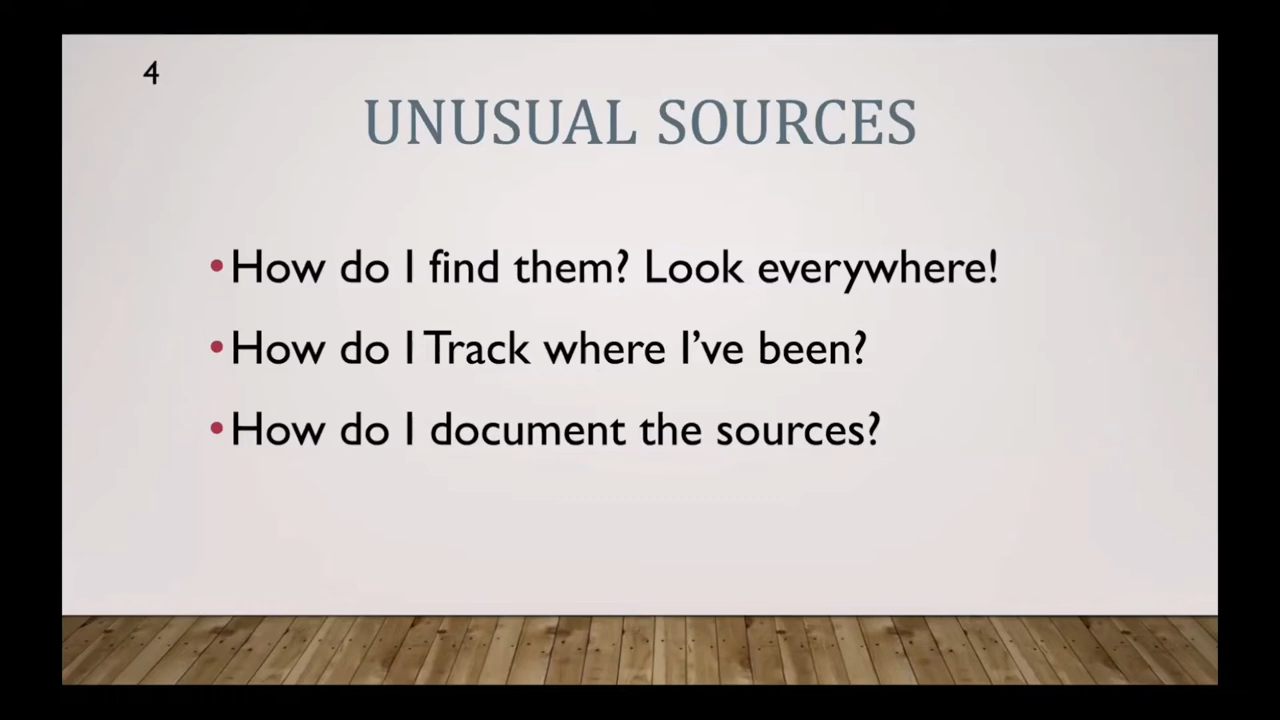 4
UNUSUAL SOURCES
•How do I find them? Look everywhere!
•How do I Track where I’ve been?
•How do I document the sources?